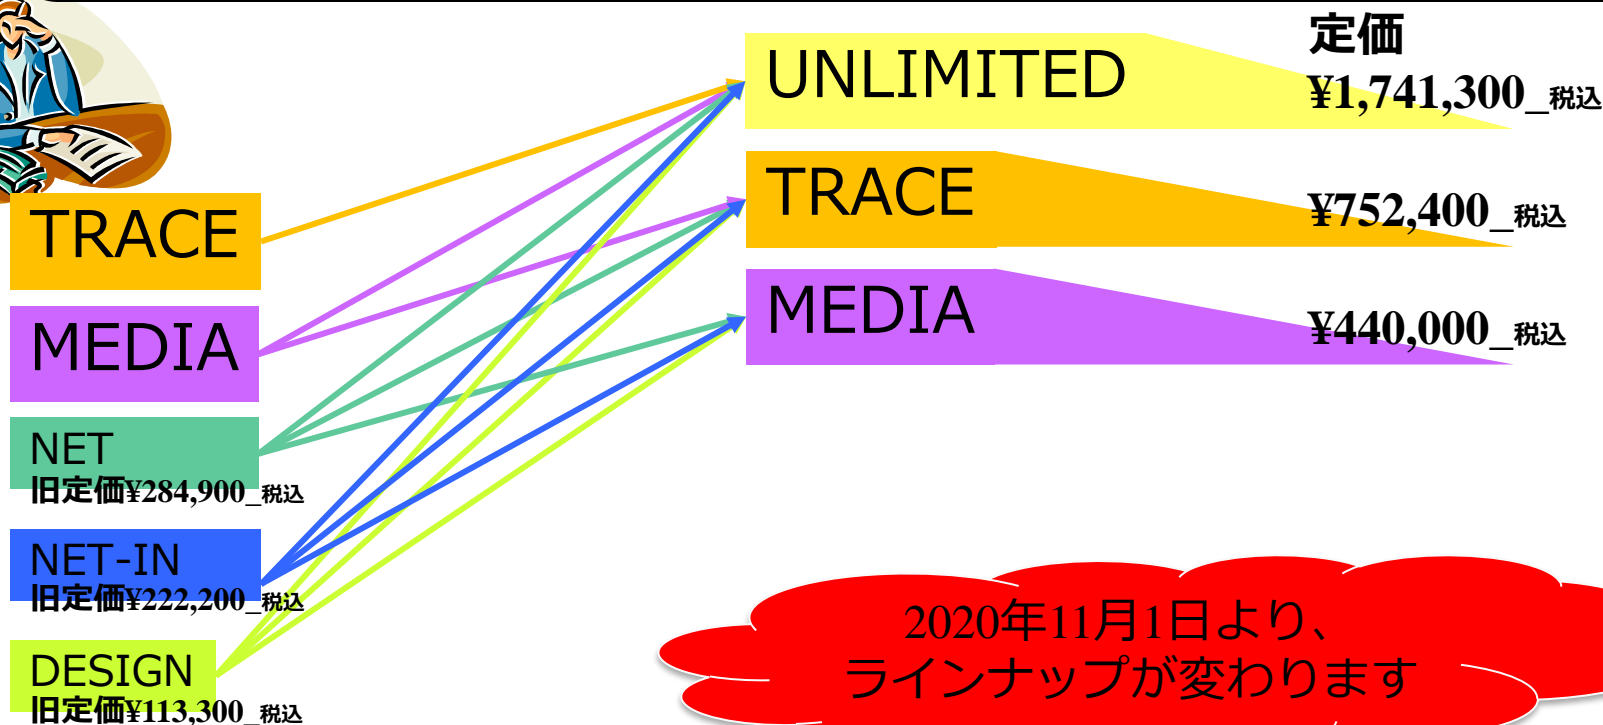 定価
UNLIMITED
¥1,741,300_税込
TRACE
¥752,400_税込
MEDIA
¥440,000_税込
TRACE
MEDIA
NET
旧定価¥284,900_税込
NET-IN
旧定価¥222,200_税込
DESIGN
旧定価¥113,300_税込
2020年11月1日より、
ラインナップが変わります